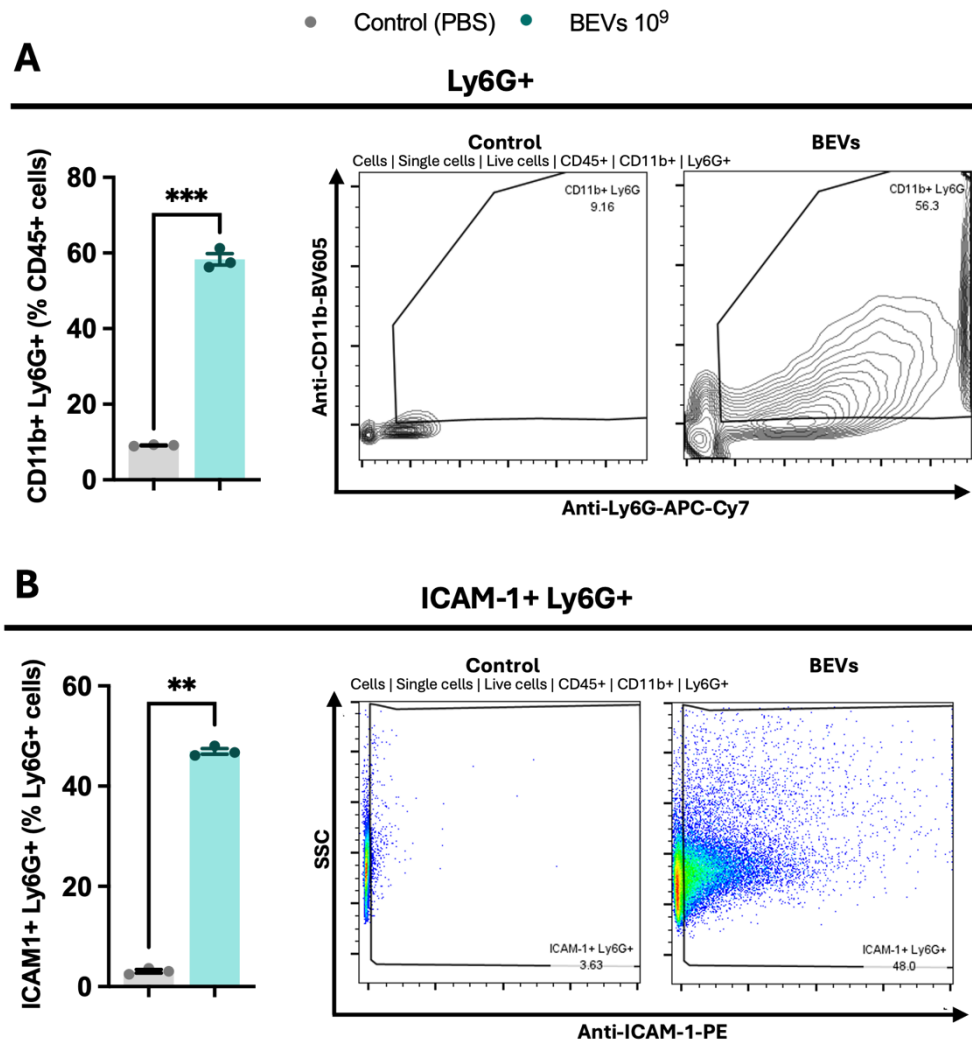 Control (PBS) BEVs 10⁹
A
Ly6G+
CD11b+ Ly6G+ (% CD45+ cells)
80
60
40
20
0
***
Control
BEVs
Cells | Single cells | Live cells | CD45+ | CD11b+ | Ly6G+
Anti-CD11b-BV605
CD11b+ Ly6G
9.16
CD11b+ Ly6G
56.3
Anti-Ly6G-APC-Cy7
B
ICAM-1+ Ly6G+
ICAM1+ Ly6G+ (% Ly6G+ cells)
60
40
20
0
**
Control
BEVs
Cells | Single cells | Live cells | CD45+ | CD11b+ | Ly6G+
SSC
ICAM-1+ Ly6G+
3.63
ICAM-1+ Ly6G+
48.0
Anti-ICAM-1-PE